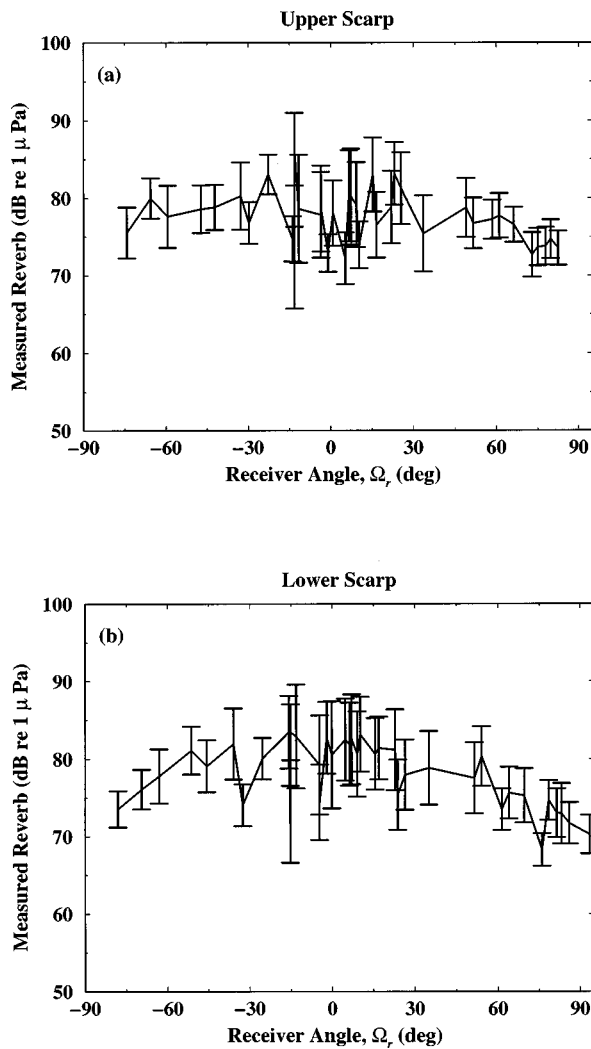 Upper Scarp
(a)
100
90
80
70
60
50
Measured Reverb (dB re 1 μ Pa)
−90 −60 −30 0 30 60 90
Receiver Angle, Ωr (deg)
Lower Scarp
(b)
100
90
80
70
60
50
Measured Reverb (dB re 1 μ Pa)
−90 −60 −30 0 30 60 90
Receiver Angle, Ωr (deg)